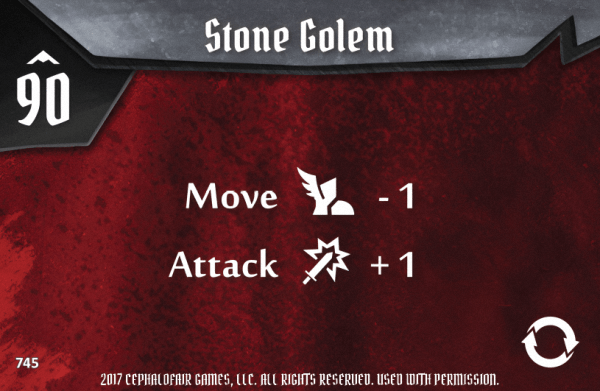 Stone Golem
90
Move - 1
Attack + 1
745
2017 CEPHALOFAIR GAMES, LLC. ALL RIGHTS RESERVED. USED WITH PERMISSION.